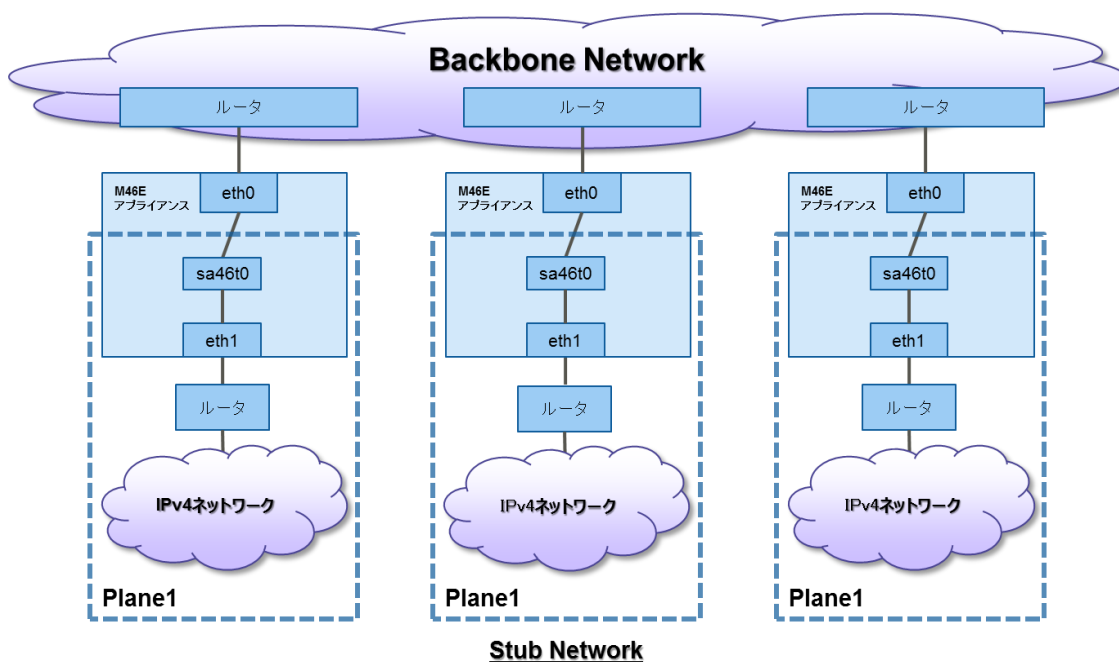 Backbone Network
ルータ
ルータ
ルータ
M46E
アプライアンス
eth0
M46E
アプライアンス
eth0
M46E
アプライアンス
eth0
sa46t0
sa46t0
sa46t0
eth1
eth1
eth1
ルータ
ルータ
ルータ
IPv4ネットワーク
IPv4ネットワーク
IPv4ネットワーク
Plane1
Plane1
Plane1
Stub Network